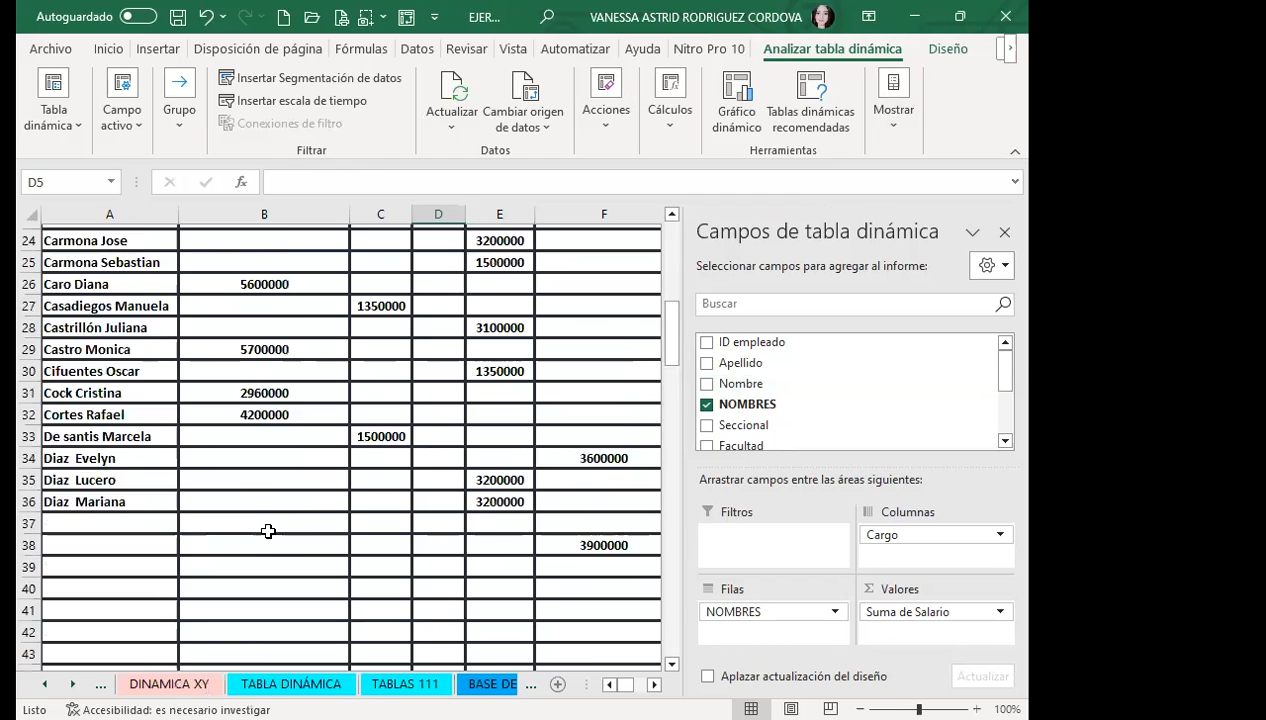 Autoguardado
EJER...
VANESSA ASTRID RODRIGUEZ CORDOVA
Archivo Inicio Insertar Disposición de página Fórmulas Datos Revisar Vista Automatizar Ayuda Nitro Pro 10 Analizar tabla dinámica Diseño
Tabla dinámica
Campo activo
Grupo
Insertar Segmentación de datos
Insertar escala de tiempo
Conexiones de filtro
Filtrar
Actualizar
Cambiar origen de datos
Datos
Acciones
Cálculos
Gráfico dinámico
Tablas dinámicas recomendadas
Herramientas
Mostrar
D5
fx
A B C D E F
24 Carmona Jose 3200000
25 Carmona Sebastian 1500000
26 Caro Diana 5600000
27 Casadiegos Manuela 1350000
28 Castrillón Juliana 3100000
29 Castro Monica 5700000
30 Cifuentes Oscar 1350000
31 Cock Cristina 2960000
32 Cortes Rafael 4200000
33 De santis Marcela 1500000
34 Diaz Evelyn 3600000
35 Diaz Lucero 3200000
36 Diaz Mariana 3200000
37
38 3900000
39
40
41
42
43
Campos de tabla dinámica
Seleccionar campos para agregar al informe:
Buscar
ID empleado
Apellido
Nombre
NOMBRES
Seccional
Facultad
Arrastrar campos entre las áreas siguientes:
Filtros
Columnas
Cargo
Filas
NOMBRES
Σ Valores
Suma de Salario
Aplazar actualización del diseño
Actualizar
... DINAMICA XY TABLA DINÁMICA TABLAS 111 BASE DE ...
Listo
Accesibilidad: es necesario investigar
100%